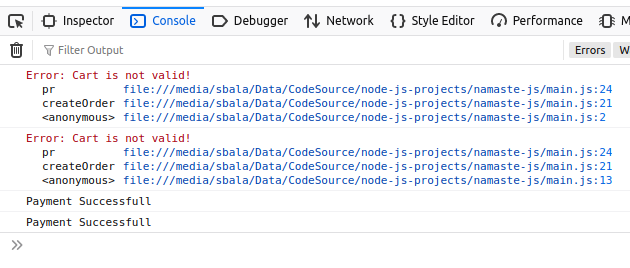 Inspector Console Debugger Network Style Editor Performance M
Filter Output Errors W
Error: Cart is not valid!
pr file:///media/sbala/Data/CodeSource/node-js-projects/namaste-js/main.js:24
createOrder file:///media/sbala/Data/CodeSource/node-js-projects/namaste-js/main.js:21
<anonymous> file:///media/sbala/Data/CodeSource/node-js-projects/namaste-js/main.js:2
Error: Cart is not valid!
pr file:///media/sbala/Data/CodeSource/node-js-projects/namaste-js/main.js:24
createOrder file:///media/sbala/Data/CodeSource/node-js-projects/namaste-js/main.js:21
<anonymous> file:///media/sbala/Data/CodeSource/node-js-projects/namaste-js/main.js:13
Payment Successfull
Payment Successfull